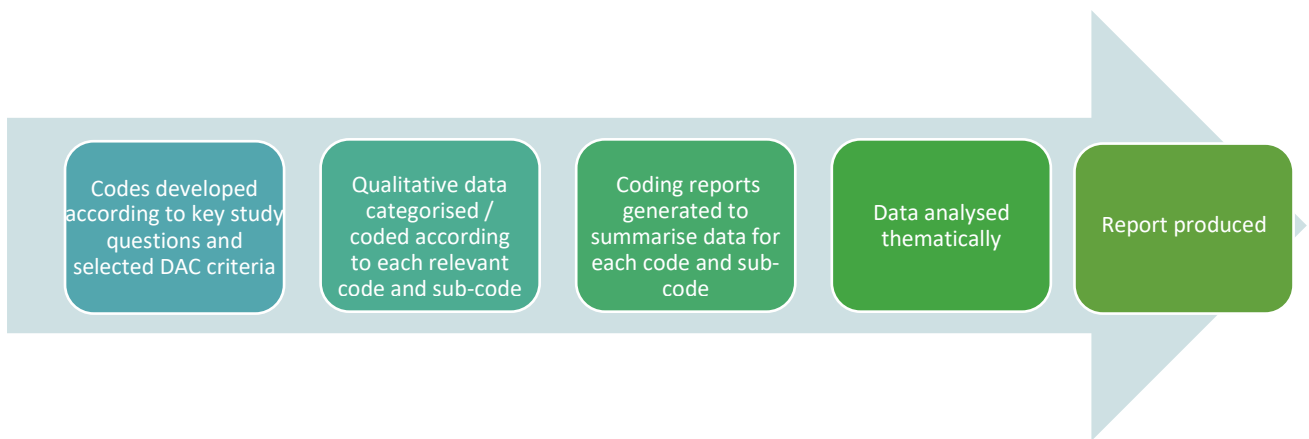 Codes developed
according to key study
questions and
selected DAC criteria
Qualitative data
categorised /
coded according
to each relevant
code and sub-code
Coding reports
generated to
summarise data for
each code and sub-
code
Data analysed
thematically
Report produced